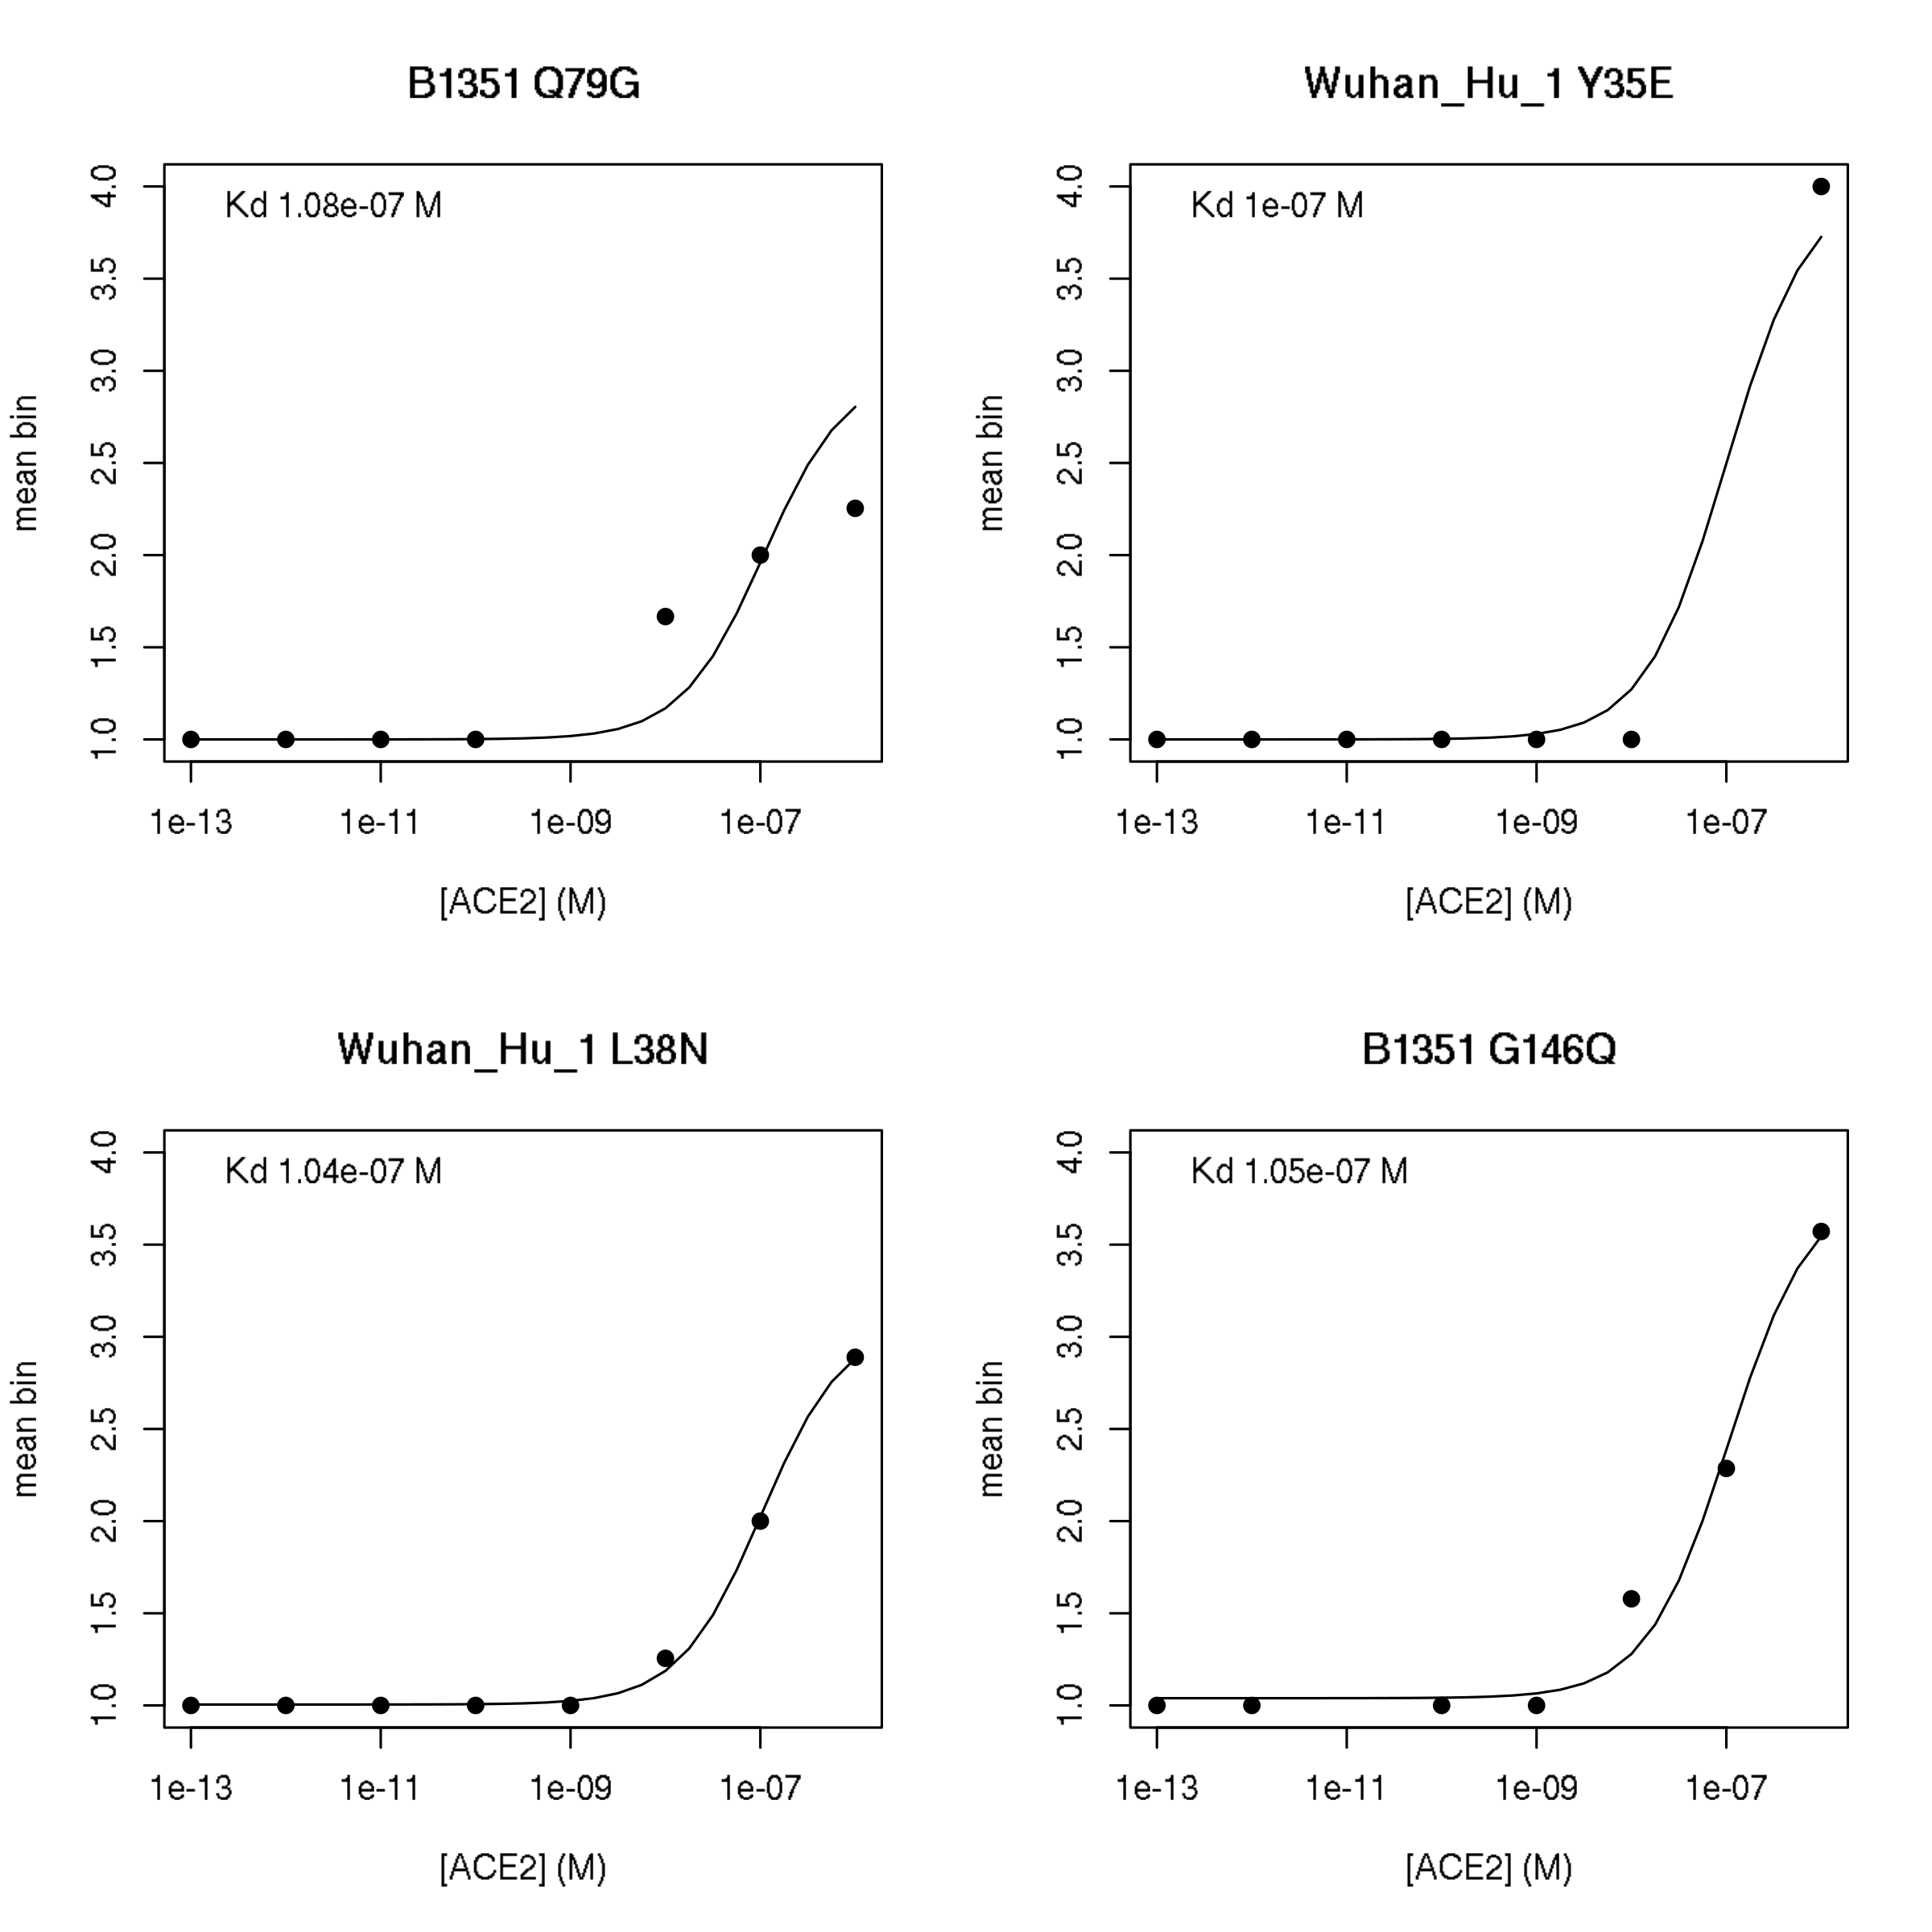 B1351 Q79G
Kd 1.08e-07 M
mean bin
4.0
3.5
3.0
2.5
2.0
1.5
1.0
1e-13 1e-11 1e-09 1e-07
[ACE2] (M)
Wuhan_Hu_1 Y35E
Kd 1e-07 M
mean bin
4.0
3.5
3.0
2.5
2.0
1.5
1.0
1e-13 1e-11 1e-09 1e-07
[ACE2] (M)
Wuhan_Hu_1 L38N
Kd 1.04e-07 M
mean bin
4.0
3.5
3.0
2.5
2.0
1.5
1.0
1e-13 1e-11 1e-09 1e-07
[ACE2] (M)
B1351 G146Q
Kd 1.05e-07 M
mean bin
4.0
3.5
3.0
2.5
2.0
1.5
1.0
1e-13 1e-11 1e-09 1e-07
[ACE2] (M)